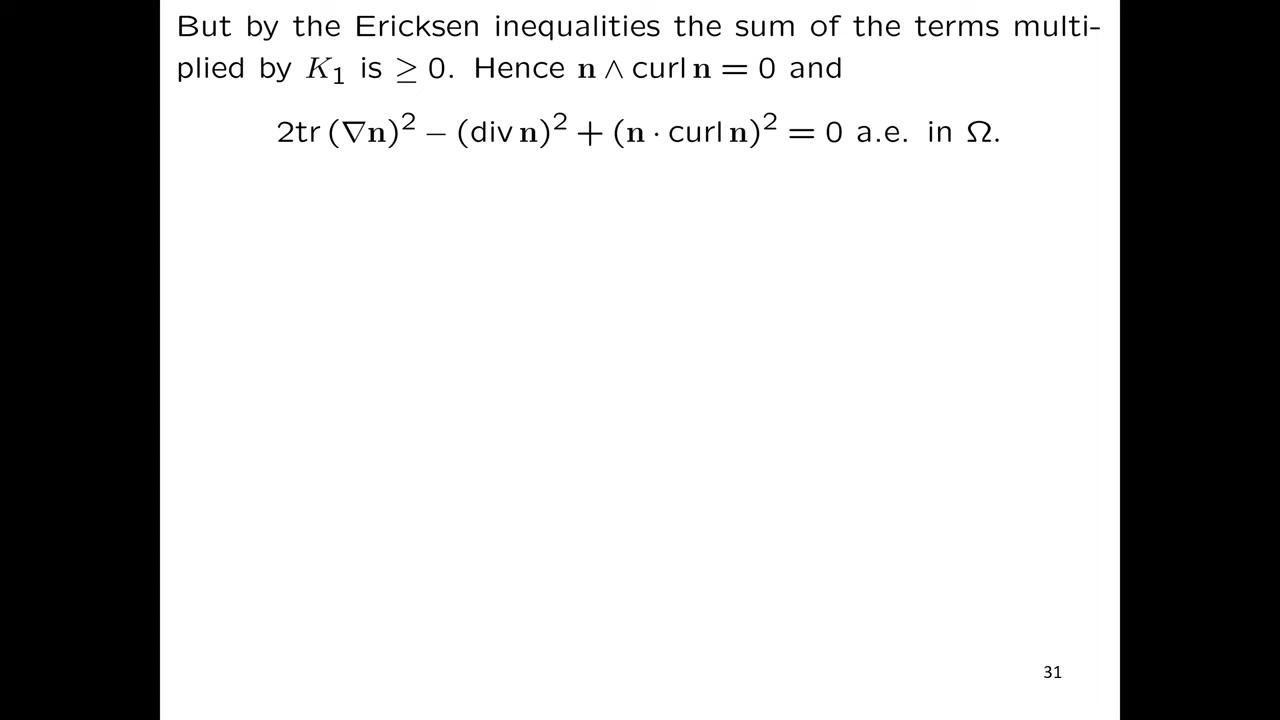 But by the Ericksen inequalities the sum of the terms multi-
plied by K₁ is ≥ 0. Hence n ∧ curl n = 0 and
2tr (∇n)² − (div n)² + (n · curl n)² = 0 a.e. in Ω.
31